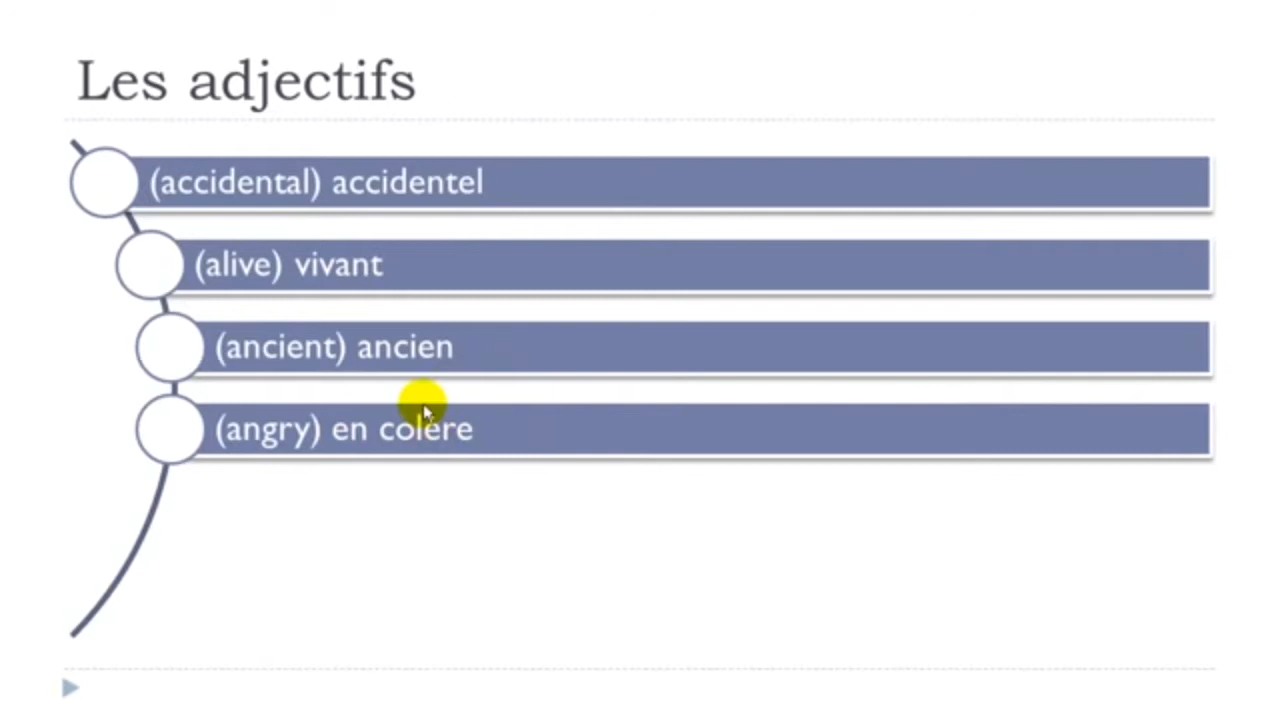 Les adjectifs
(accidental) accidentel
(alive) vivant
(ancient) ancien
(angry) en colère